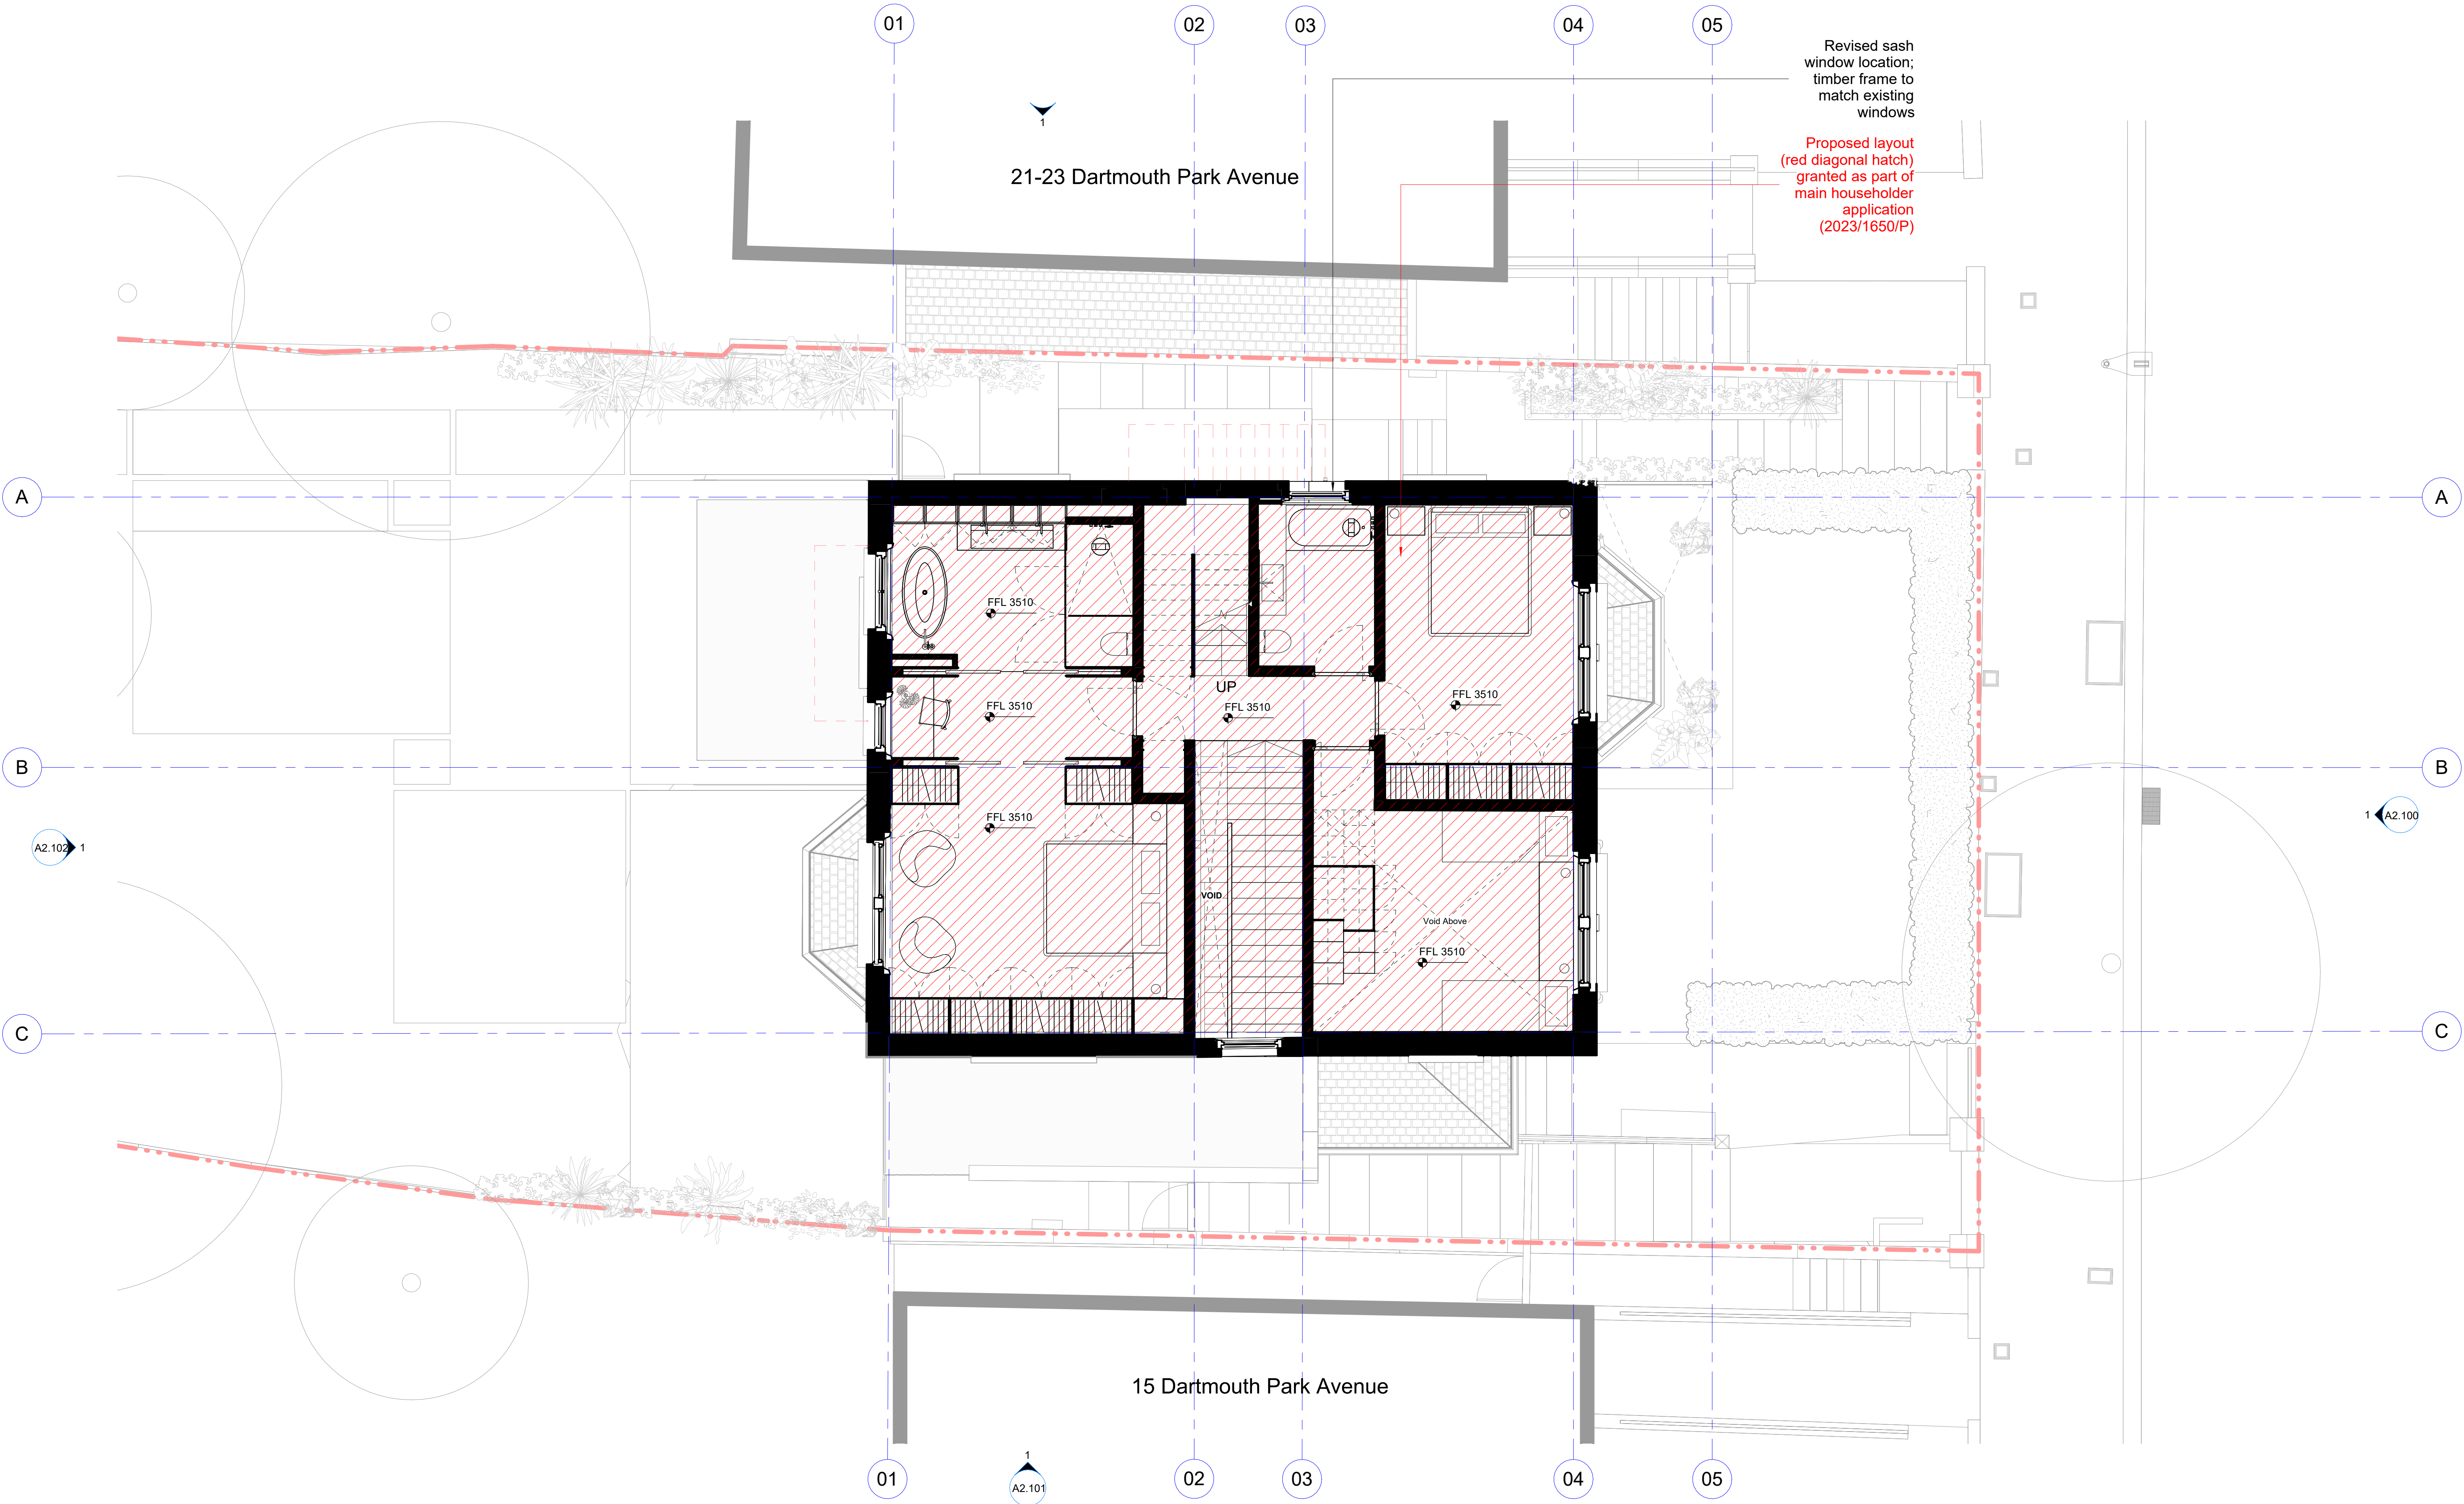 01
02
03
04
05
Revised sash
window location;
timber frame to
match existing
windows
1
Proposed layout
(red diagonal hatch)
granted as part of
main householder
application
(2023/1650/P)
21-23 Dartmouth Park Avenue
A
A
FFL 3510
UP
FFL 3510
FFL 3510
FFL 3510
B
B
FFL 3510
A2.102
1
1
A2.100
VOID
Void Above
FFL 3510
C
C
15 Dartmouth Park Avenue
1
A2.101
01
02
03
04
05